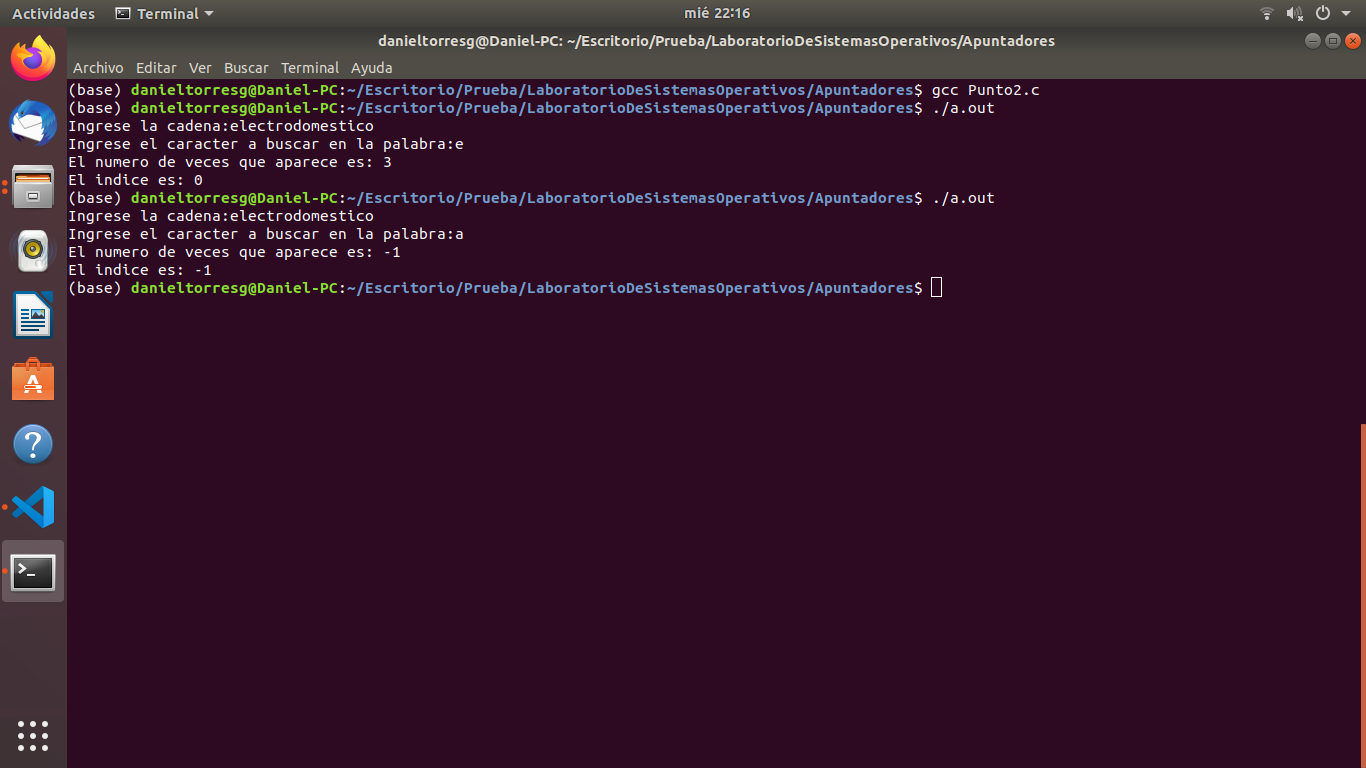 Actividades Terminal mié 22:16
danieltorresg@Daniel-PC: ~/Escritorio/Prueba/LaboratorioDeSistemasOperativos/Apuntadores
Archivo Editar Ver Buscar Terminal Ayuda
(base) danieltorresg@Daniel-PC:~/Escritorio/Prueba/LaboratorioDeSistemasOperativos/Apuntadores$ gcc Punto2.c
(base) danieltorresg@Daniel-PC:~/Escritorio/Prueba/LaboratorioDeSistemasOperativos/Apuntadores$ ./a.out
Ingrese la cadena:electrodomestico
Ingrese el caracter a buscar en la palabra:e
El numero de veces que aparece es: 3
El indice es: 0
(base) danieltorresg@Daniel-PC:~/Escritorio/Prueba/LaboratorioDeSistemasOperativos/Apuntadores$ ./a.out
Ingrese la cadena:electrodomestico
Ingrese el caracter a buscar en la palabra:a
El numero de veces que aparece es: -1
El indice es: -1
(base) danieltorresg@Daniel-PC:~/Escritorio/Prueba/LaboratorioDeSistemasOperativos/Apuntadores$